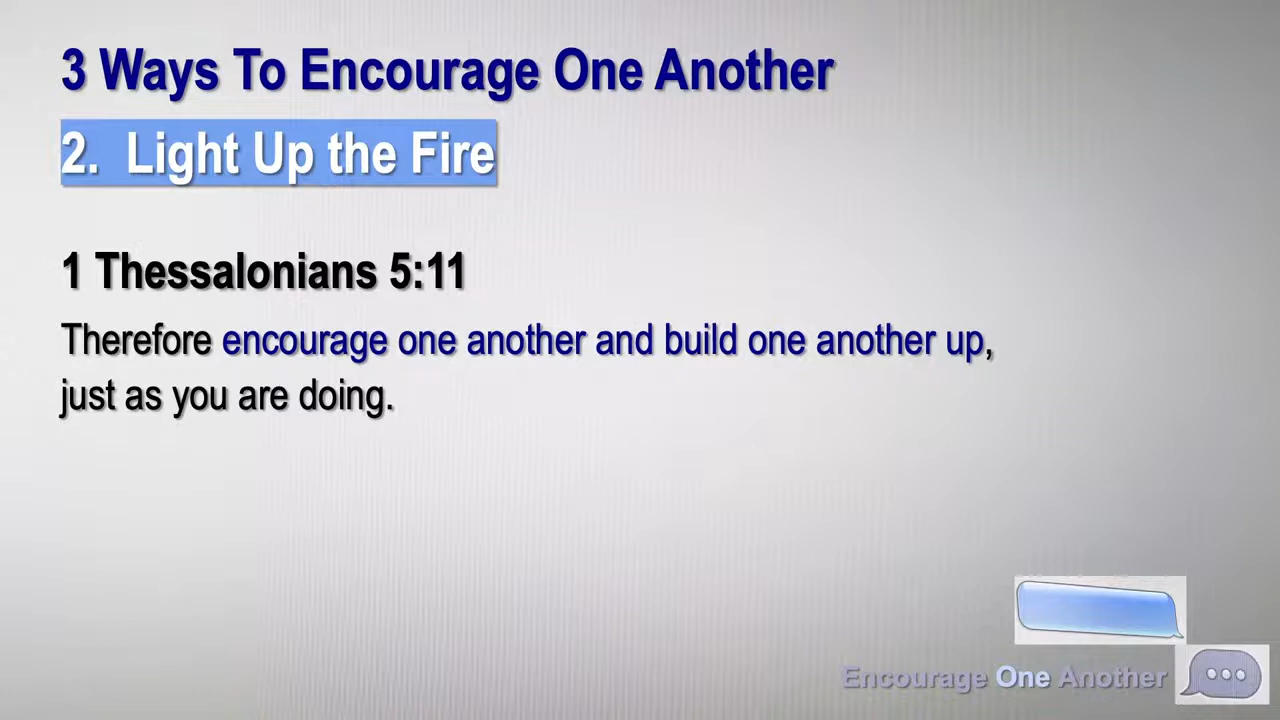 3 Ways To Encourage One Another
2. Light Up the Fire
1 Thessalonians 5:11
Therefore encourage one another and build one another up,
just as you are doing.
Encourage One Another